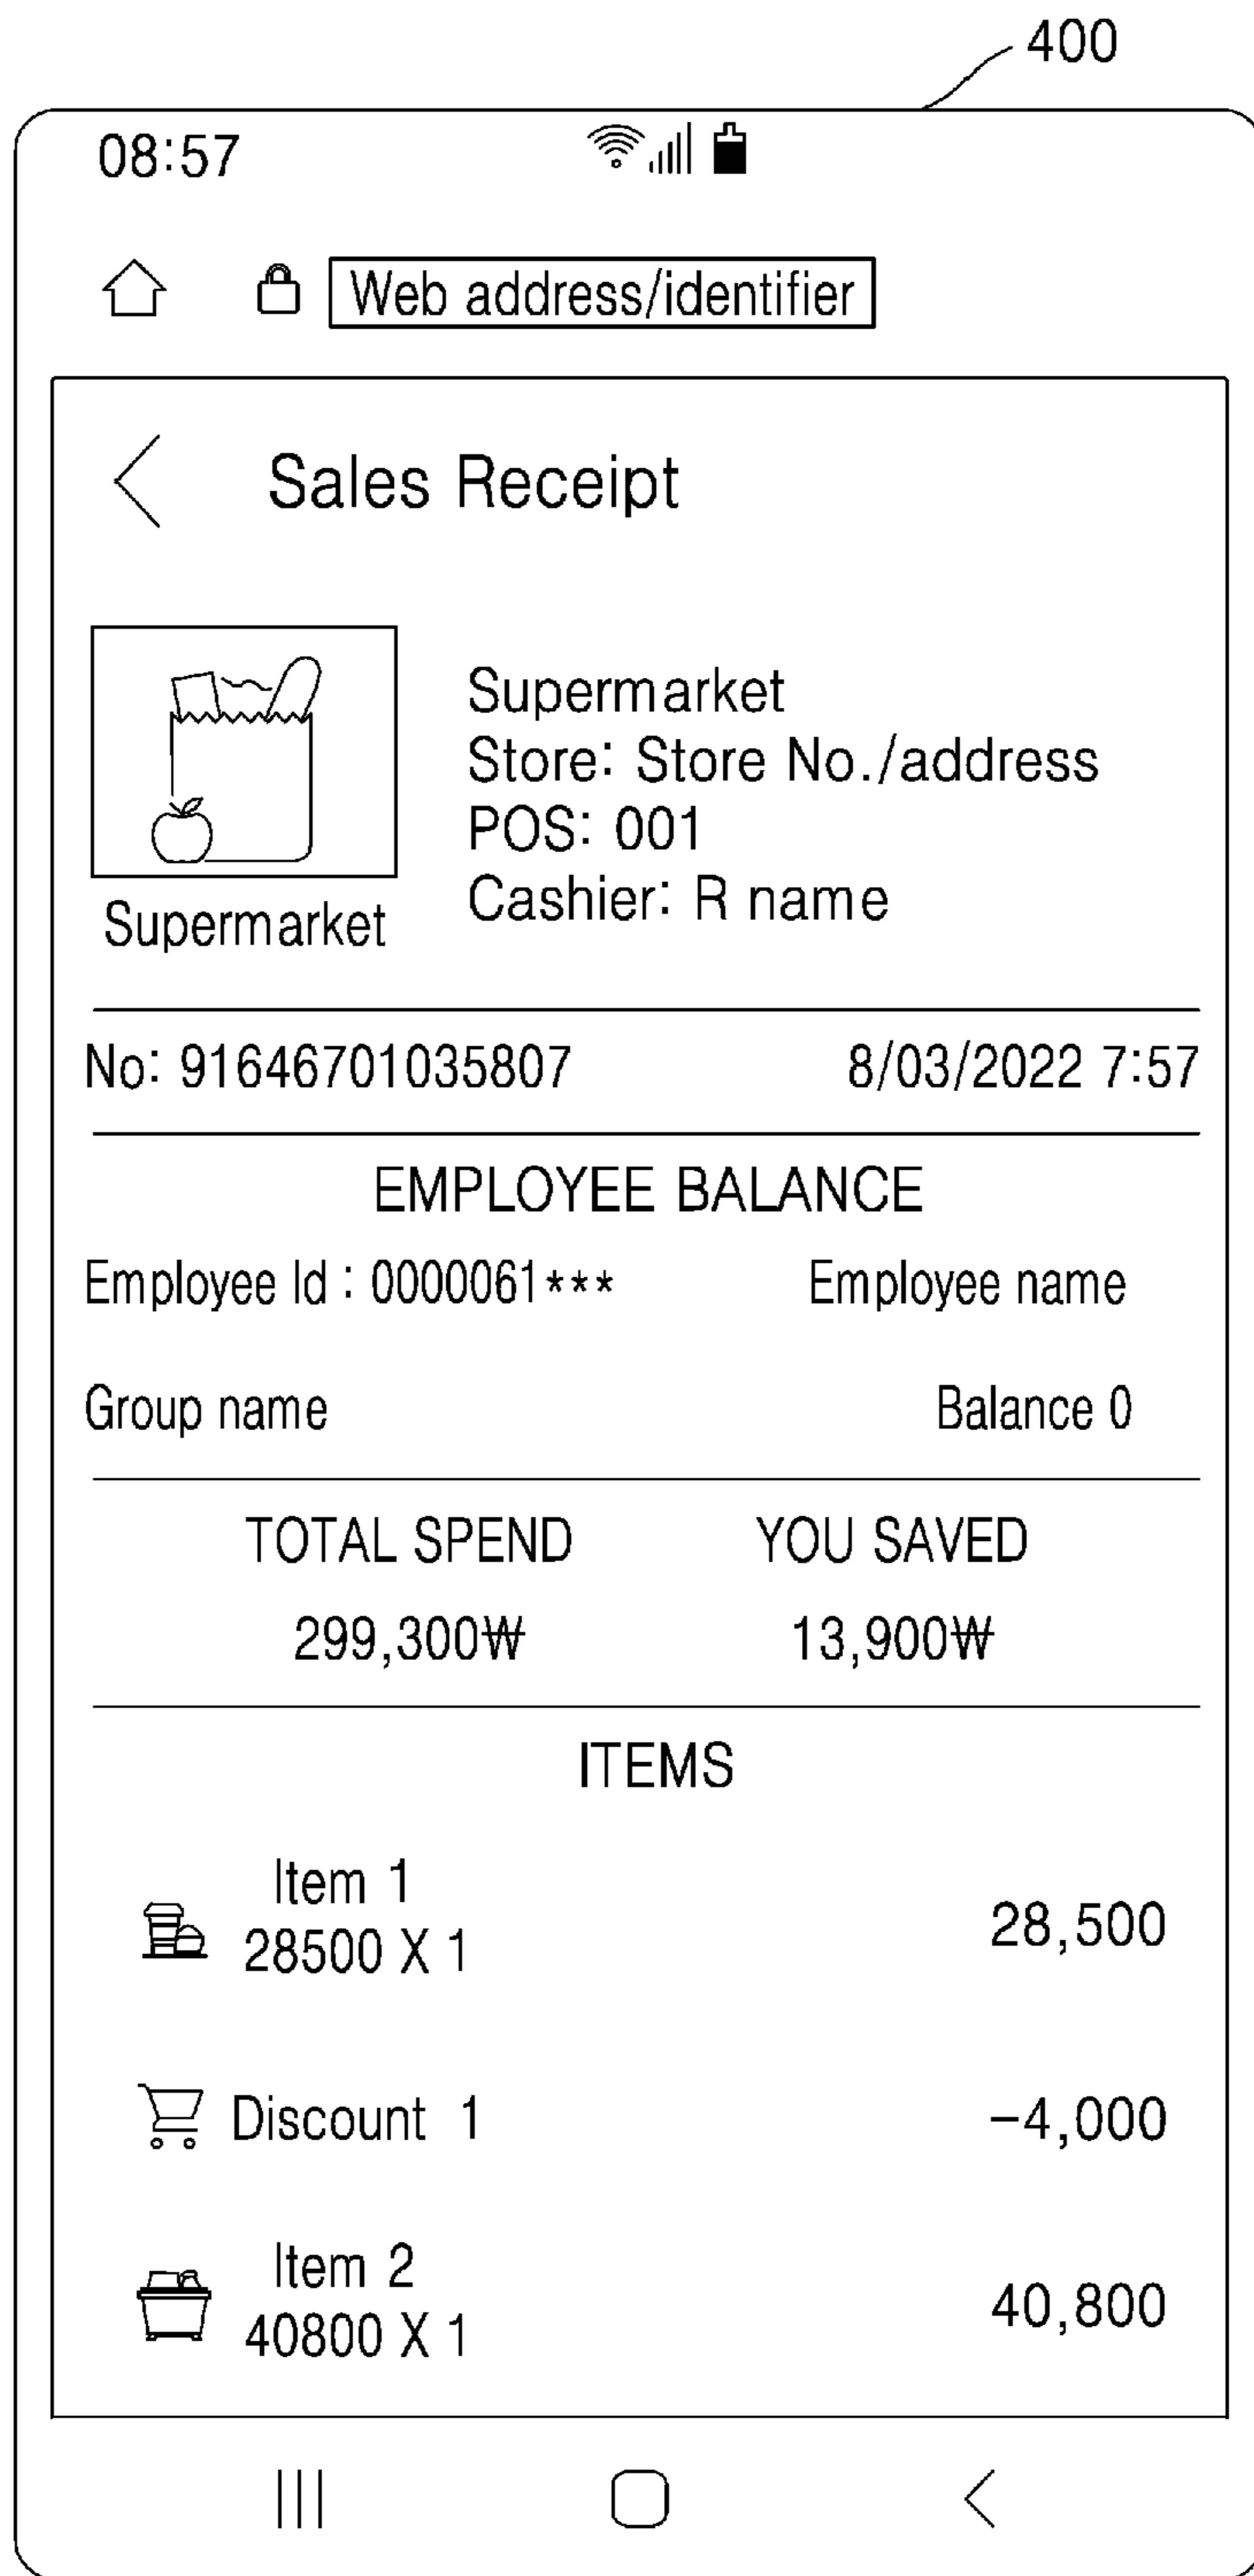 400
08:57
Web address/identifier
Sales Receipt
Supermarket
Store: Store No./address
POS: 001
Cashier: R name
Supermarket
No: 91646701035807 8/03/2022 7:57
EMPLOYEE BALANCE
Employee Id : 0000061*** Employee name
Group name Balance 0
TOTAL SPEND YOU SAVED
299,300₩ 13,900₩
ITEMS
Item 1
28500 X 1 28,500
Discount 1 -4,000
Item 2
40800 X 1 40,800